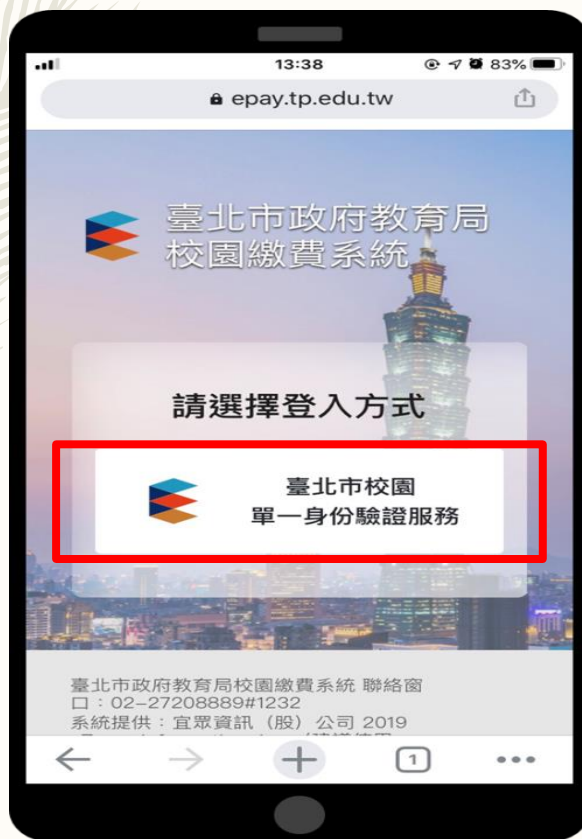 13:38
83%
epay.tp.edu.tw
臺北市政府教育局
校園繳費系統
請選擇登入方式
臺北市校園
單一身份驗證服務
臺北市政府教育局校園繳費系統 聯絡窗
口：02-27208889#1232
系統提供：宜眾資訊（股）公司 2019
1